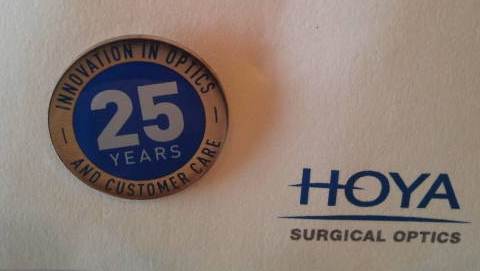 INNOVATION IN OPTICS
25
YEARS
AND CUSTOMER CARE
HOYA
SURGICAL OPTICS